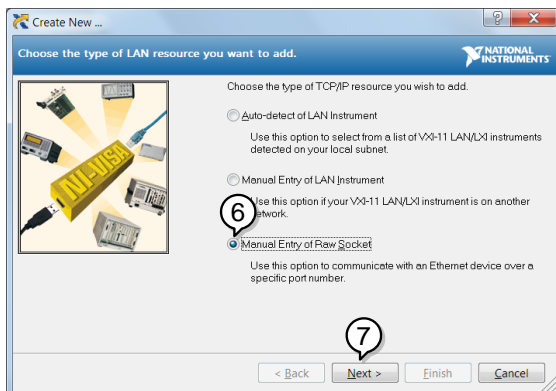 Create New ...
Choose the type of LAN resource you want to add.
NATIONAL
INSTRUMENTS
NI-VISA
Choose the type of TCP/IP resource you wish to add.
Auto-detect of LAN Instrument
Use this option to select from a list of VXI-11 LAN/LXI instruments
detected on your local subnet.
Manual Entry of LAN Instrument
Use this option if your VXI-11 LAN/LXI instrument is on another
network.
6
Manual Entry of Raw Socket
Use this option to communicate with an Ethernet device over a
specific port number.
7
< Back
Next >
Finish
Cancel